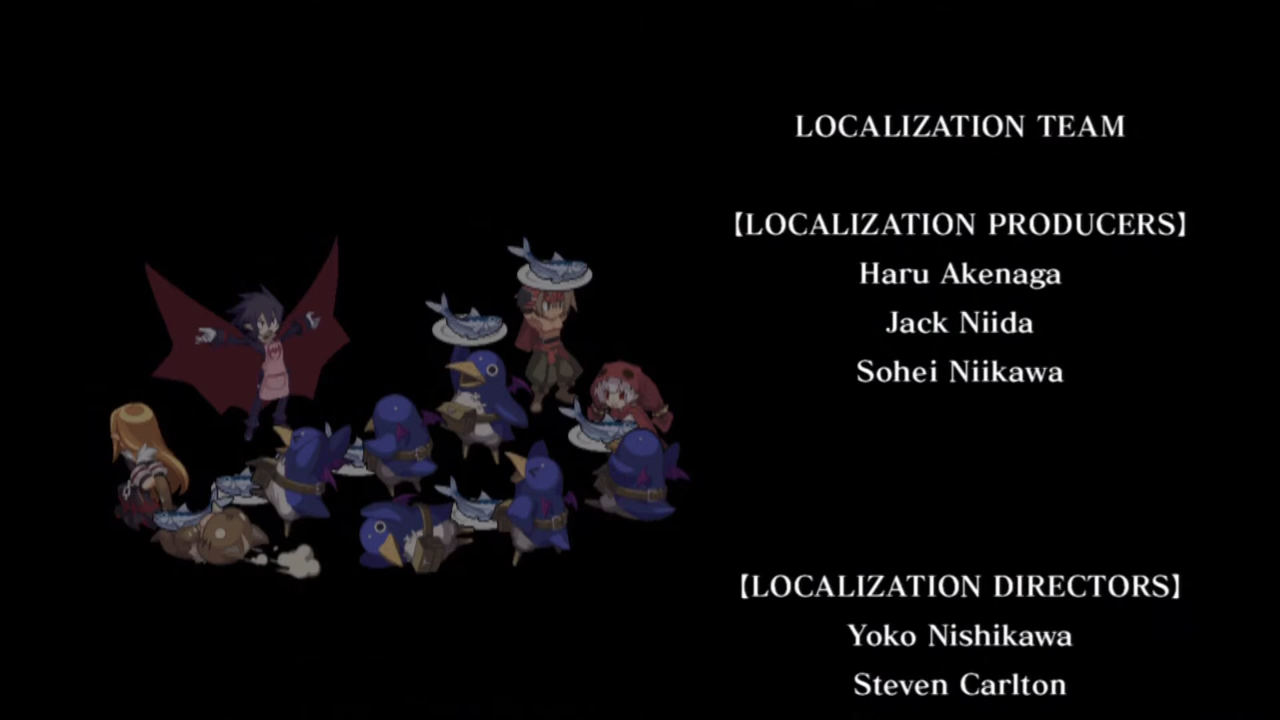 LOCALIZATION TEAM
【LOCALIZATION PRODUCERS】
Haru Akenaga
Jack Niida
Sohei Niikawa
【LOCALIZATION DIRECTORS】
Yoko Nishikawa
Steven Carlton